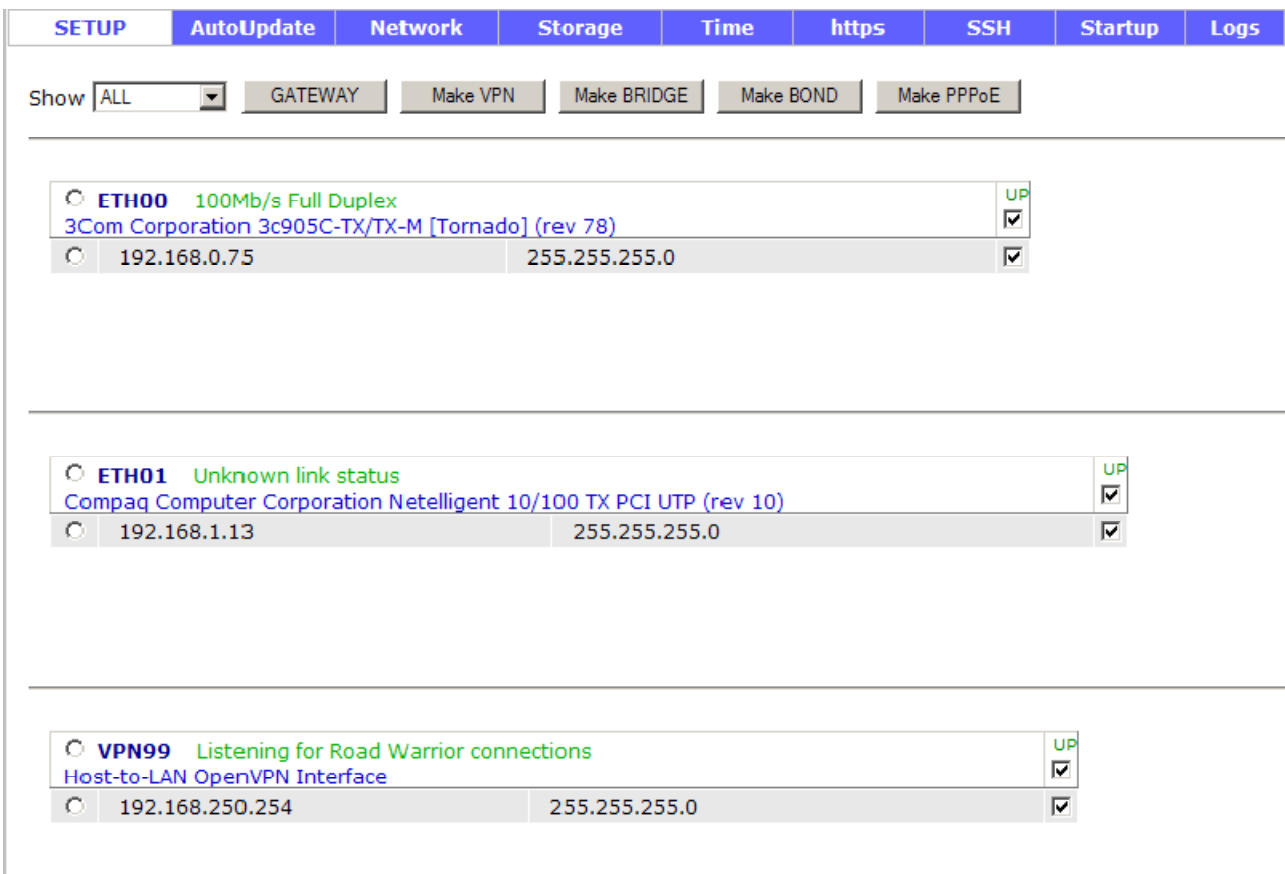 SETUP AutoUpdate Network Storage Time https SSH Startup Logs
Show ALL GATEWAY Make VPN Make BRIDGE Make BOND Make PPPoE
ETH00 100Mb/s Full Duplex UP
3Com Corporation 3c905C-TX/TX-M [Tornado] (rev 78)
192.168.0.75 255.255.255.0
ETH01 Unknown link status UP
Compaq Computer Corporation Netelligent 10/100 TX PCI UTP (rev 10)
192.168.1.13 255.255.255.0
VPN99 Listening for Road Warrior connections UP
Host-to-LAN OpenVPN Interface
192.168.250.254 255.255.255.0